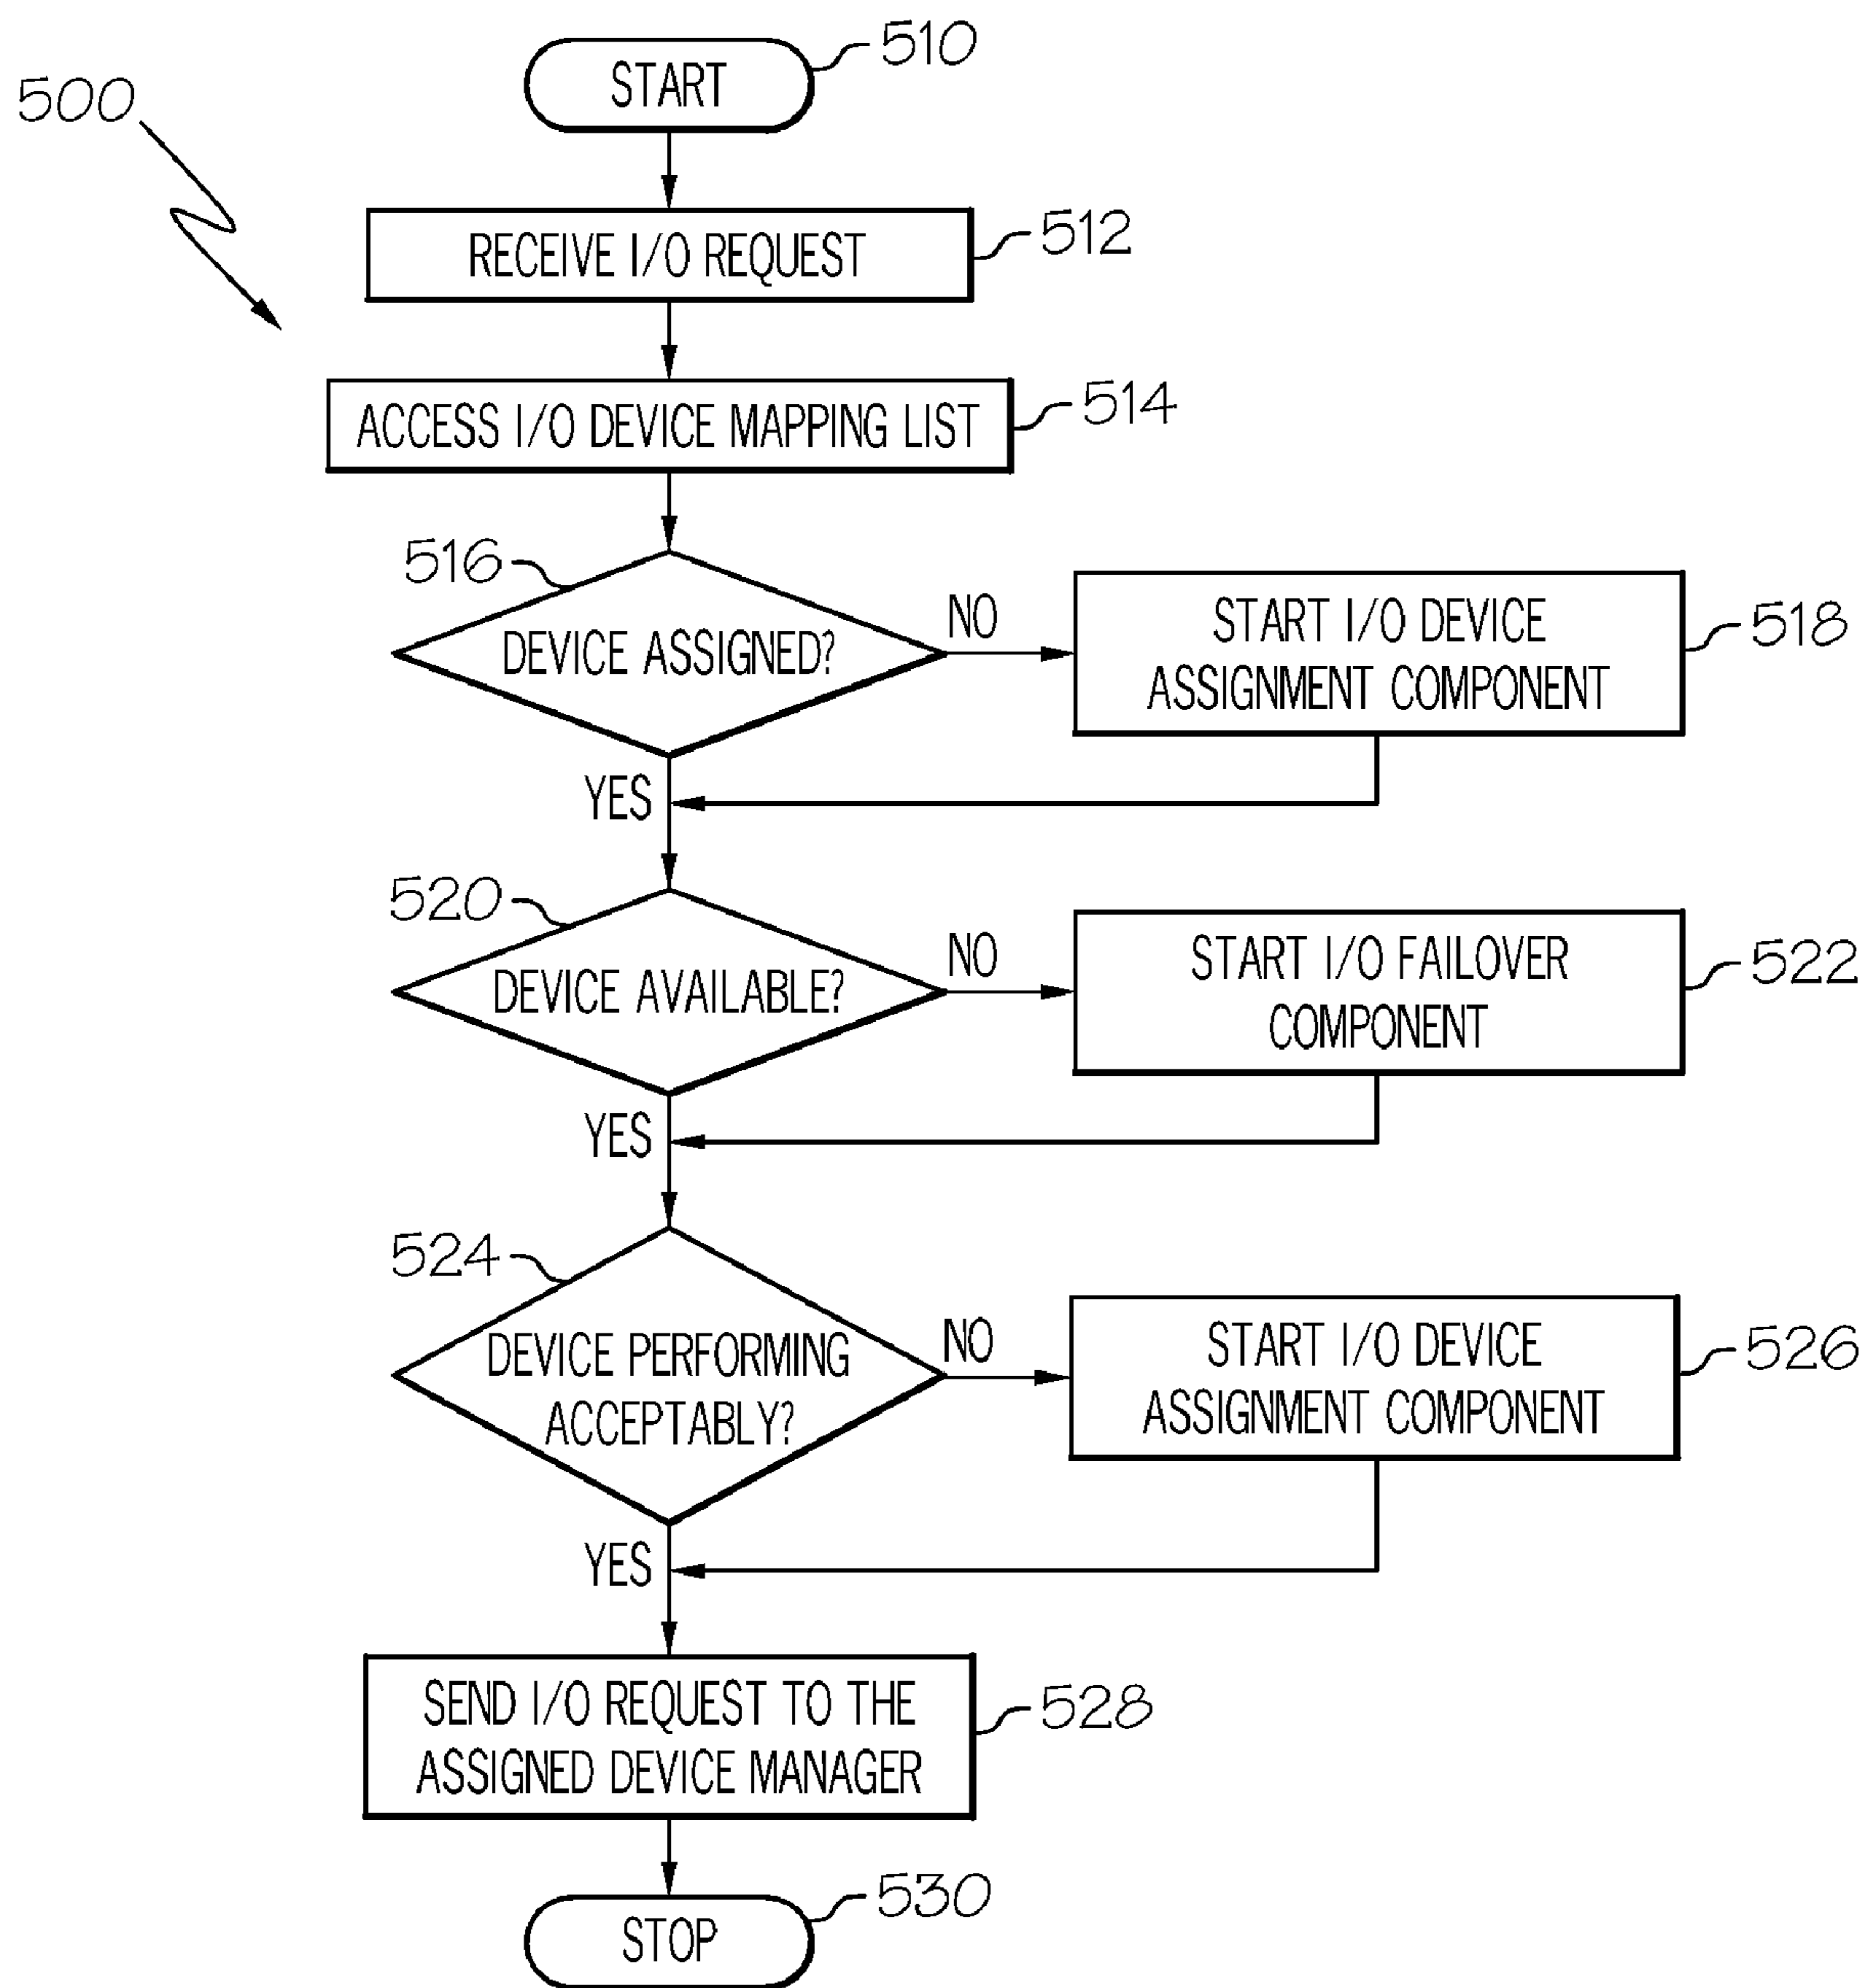 510
START
500
512
RECEIVE I/O REQUEST
514
ACCESS I/O DEVICE MAPPING LIST
516
DEVICE ASSIGNED?
NO
START I/O DEVICE
ASSIGNMENT COMPONENT
518
YES
520
DEVICE AVAILABLE?
NO
START I/O FAILOVER
COMPONENT
522
YES
524
DEVICE PERFORMING
ACCEPTABLY?
NO
START I/O DEVICE
ASSIGNMENT COMPONENT
526
YES
SEND I/O REQUEST TO THE
ASSIGNED DEVICE MANAGER
528
530
STOP